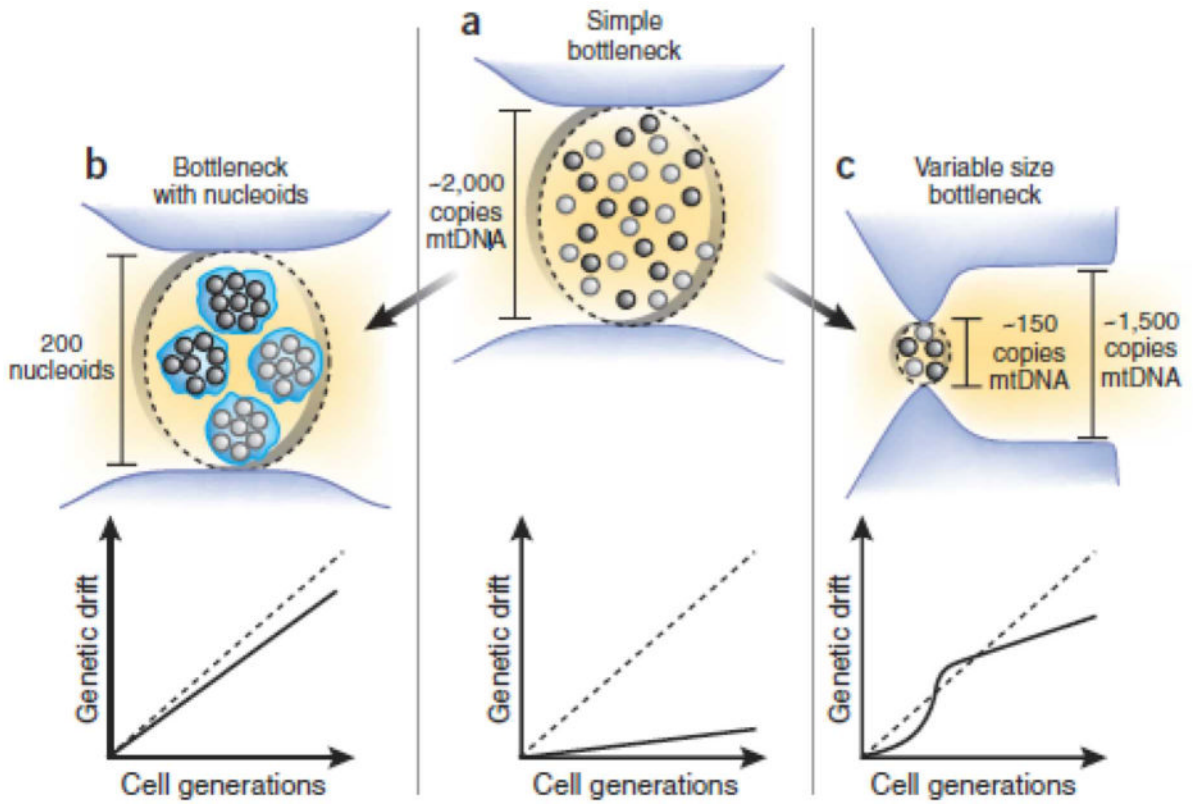 a
Simple
bottleneck
~2,000
copies
mtDNA
Genetic drift
Cell generations
b
Bottleneck
with nucleoids
200
nucleoids
Genetic drift
Cell generations
c
Variable size
bottleneck
~150
copies
mtDNA
~1,500
copies
mtDNA
Genetic drift
Cell generations